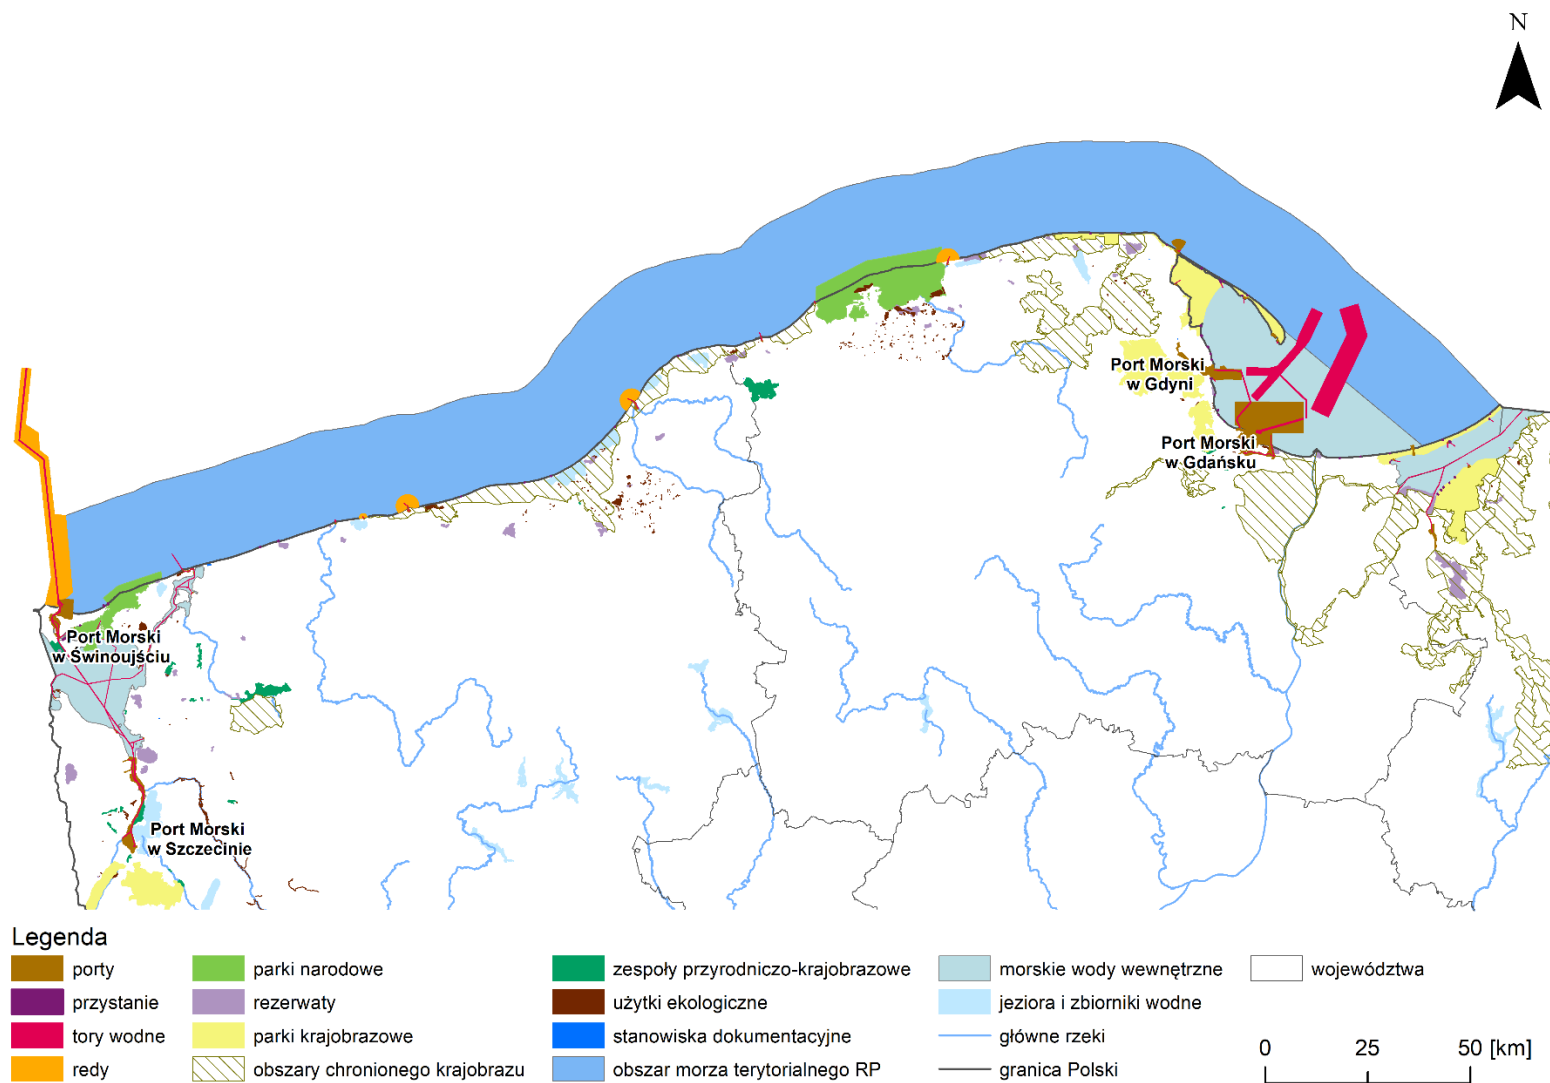 N
Port Morski
w Gdyni
Port Morski
w Gdańsku
Port Morski
w Świnoujściu
Port Morski
w Szczecinie
Legenda
porty
przystanie
tory wodne
redy
parki narodowe
rezerwaty
parki krajobrazowe
obszary chronionego krajobrazu
zespoły przyrodniczo-krajobrazowe
użytki ekologiczne
stanowiska dokumentacyjne
obszar morza terytorialnego RP
morskie wody wewnętrzne
jeziora i zbiorniki wodne
główne rzeki
granica Polski
województwa
0 25 50 [km]